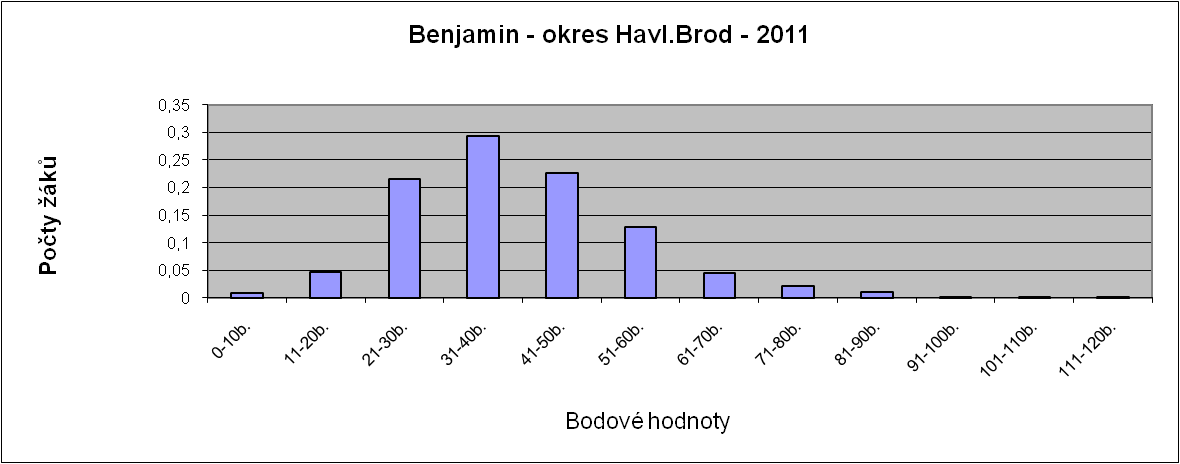 Benjamin - okres Havl.Brod - 2011
Počty žáků
0,35
0,3
0,25
0,2
0,15
0,1
0,05
0
0-10b.
11-20b.
21-30b.
31-40b.
41-50b.
51-60b.
61-70b.
71-80b.
81-90b.
91-100b.
101-110b.
111-120b.
Bodové hodnoty